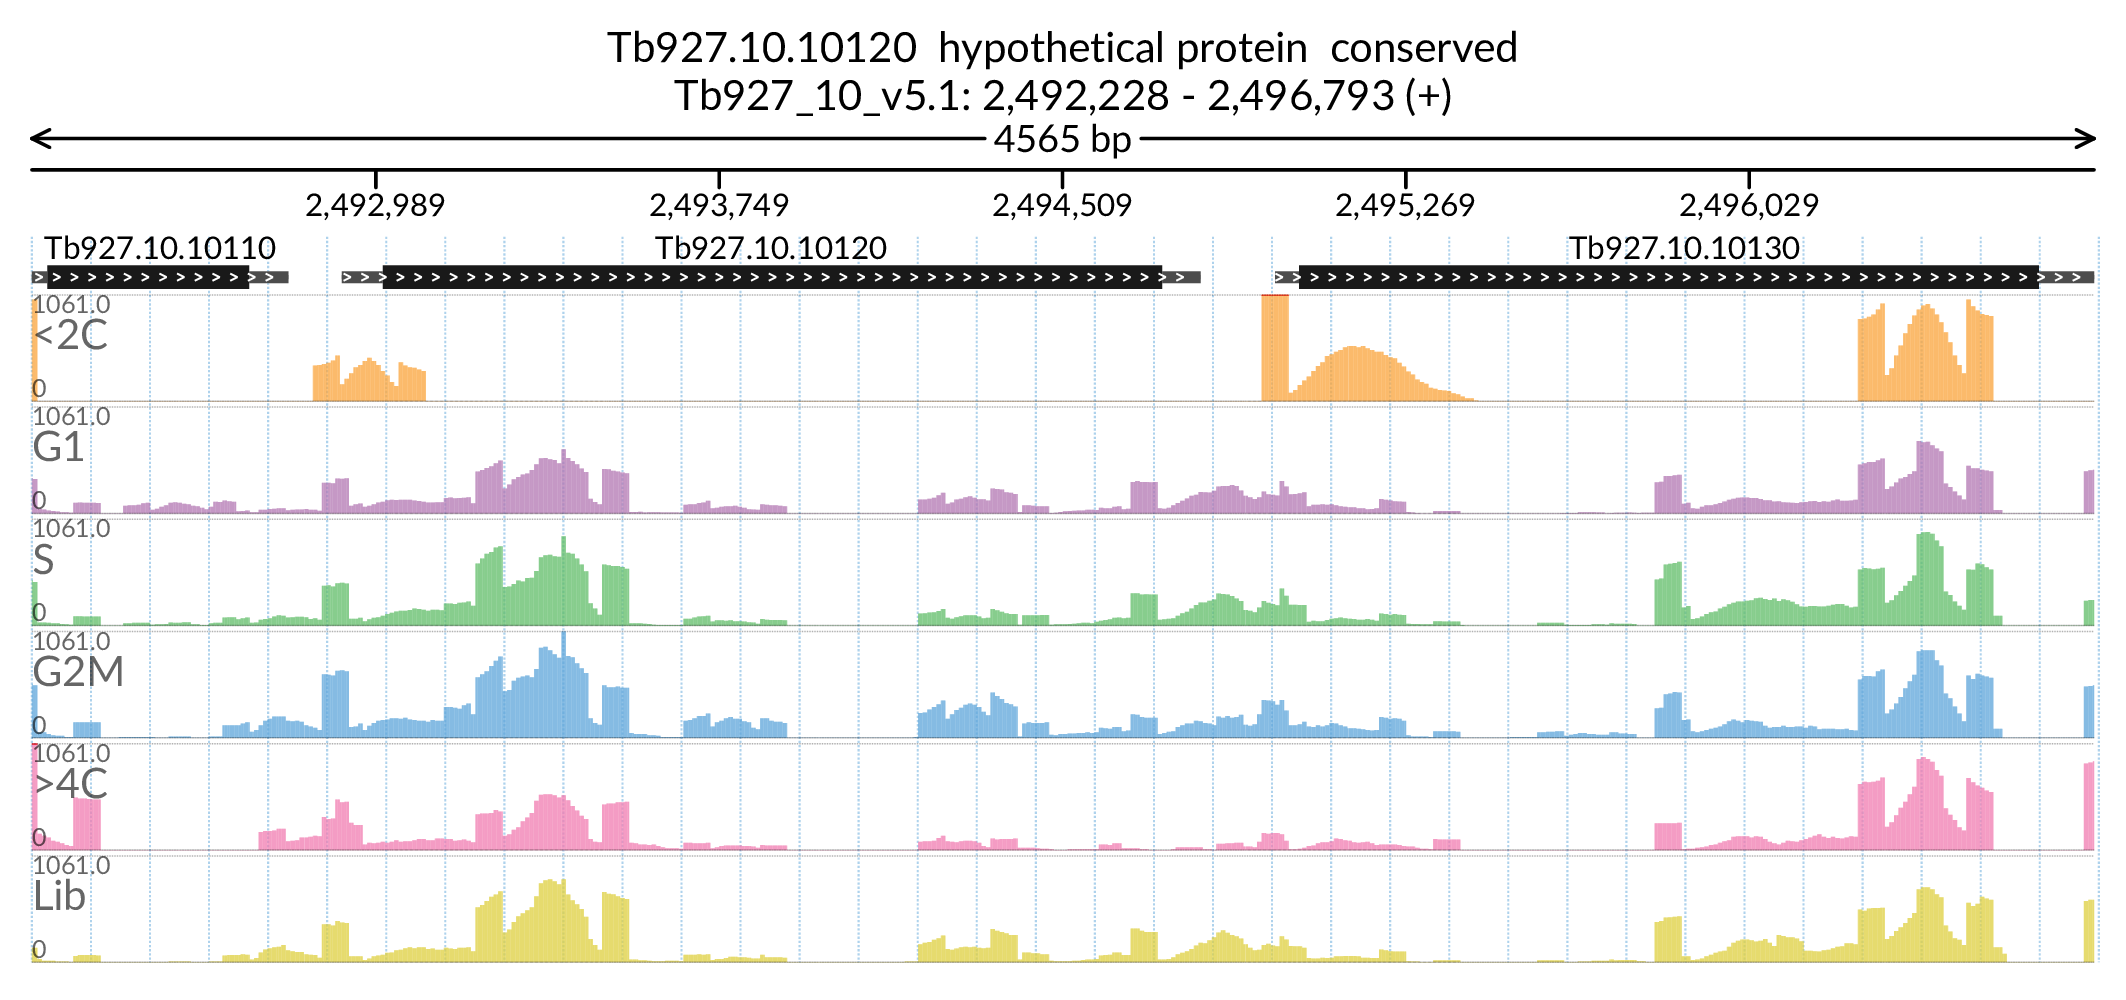 Tb927.10.10120  hypothetical protein  conserved
Tb927_10_v5.1: 2,492,228 - 2,496,793 (+)
4565 bp
2,492,989 2,493,749 2,494,509 2,495,269 2,496,029
Tb927.10.10110 Tb927.10.10120 Tb927.10.10130
1061.0
<2C
0
1061.0
G1
0
1061.0
S
0
1061.0
G2M
0
1061.0
>4C
0
1061.0
Lib
0